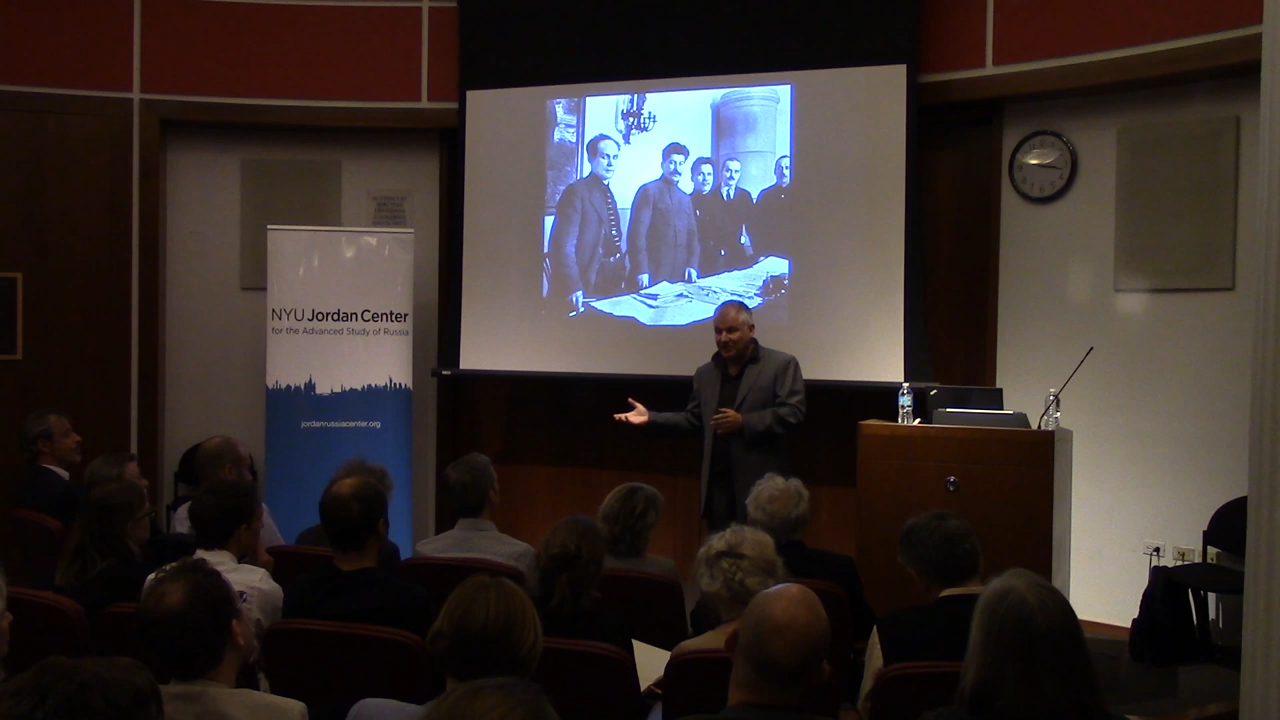 NYU Jordan Center
for the Advanced Study of Russia
jordanrussiacenter.org